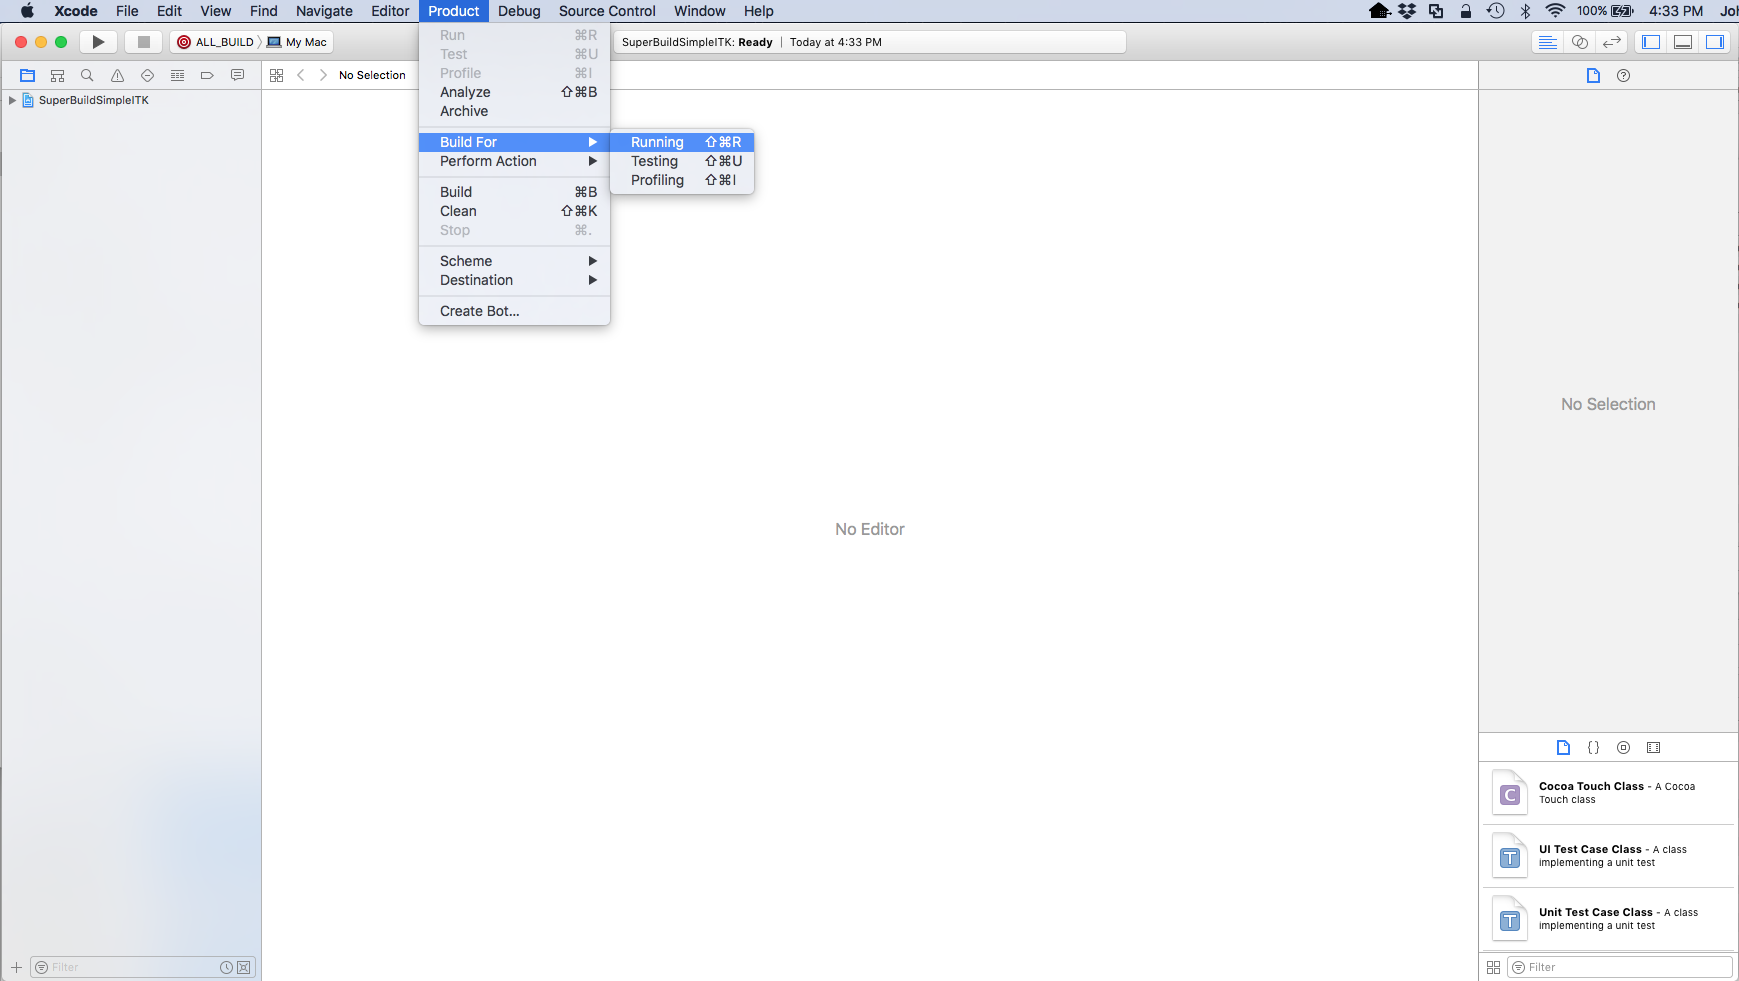 Xcode File Edit View Find Navigate Editor Product Debug Source Control Window Help 100% 4:33 PM Joh
ALL_BUILD My Mac
SuperBuildSimpleITK: Ready | Today at 4:33 PM
No Selection
SuperBuildSimpleITK
Run ⌘R
Test ⌘U
Profile ⌘I
Analyze ⇧⌘B
Archive
Build For ▶
Perform Action ▶
Build ⌘B
Clean ⇧⌘K
Stop ⌘.
Scheme ▶
Destination ▶
Create Bot...
Running ⇧⌘R
Testing ⇧⌘U
Profiling ⇧⌘I
No Editor
No Selection
{}
C
Cocoa Touch Class - A Cocoa
Touch class
T
UI Test Case Class - A class
implementing a unit test
T
Unit Test Case Class - A class
implementing a unit test
Filter
Filter